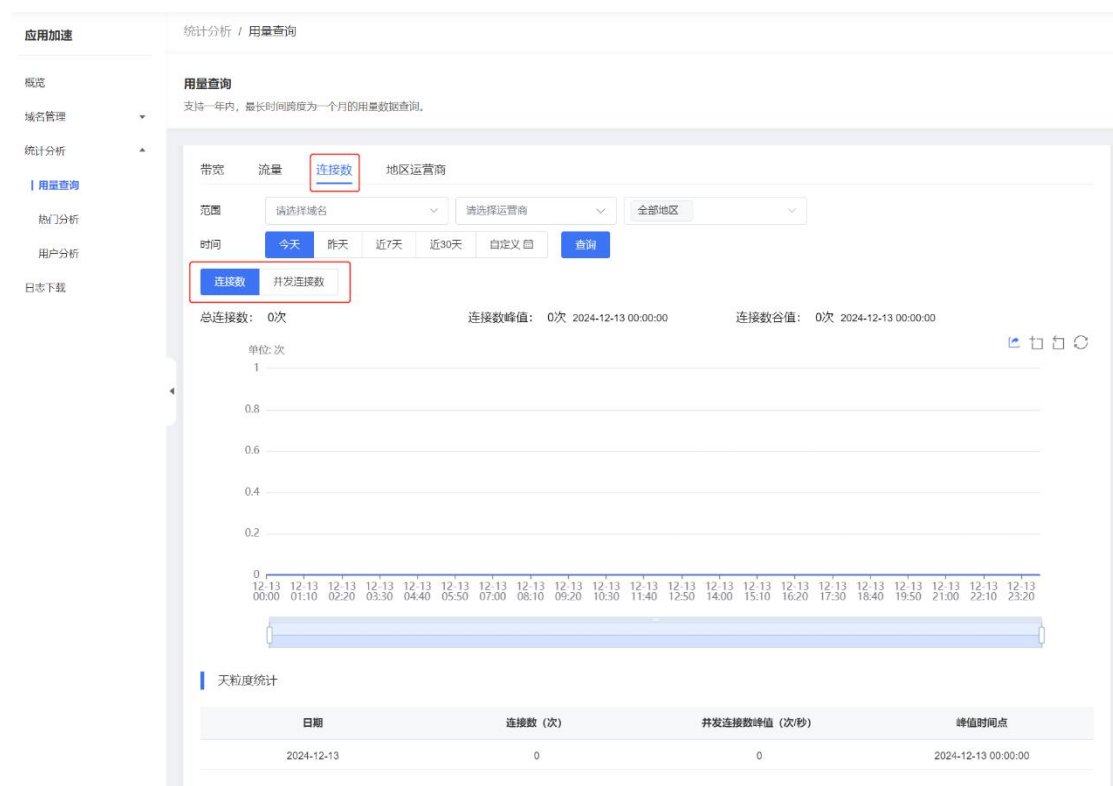 应用加速
统计分析 / 用量查询
概览
域名管理
统计分析
用量查询
热门分析
用户分析
日志下载
用量查询
支持一年内，最长时间跨度为一个月的用量数据查询。
带宽 流量 连接数 地区运营商
范围 请选择域名 请选择运营商 全部地区
时间 今天 昨天 近7天 近30天 自定义 查询
连接数 并发连接数
总连接数： 0次 连接数峰值： 0次 2024-12-13 00:00:00 连接数谷值： 0次 2024-12-13 00:00:00
单位: 次
1
0.8
0.6
0.4
0.2
0
12-13 12-13 12-13 12-13 12-13 12-13 12-13 12-13 12-13 12-13 12-13 12-13 12-13 12-13 12-13 12-13 12-13 12-13 12-13 12-13 12-13
00:00 01:10 02:20 03:30 04:40 05:50 07:00 08:10 09:20 10:30 11:40 12:50 14:00 15:10 16:20 17:30 18:40 19:50 21:00 22:10 23:20
天粒度统计
日期 连接数（次） 并发连接数峰值（次/秒） 峰值时间点
2024-12-13 0 0 2024-12-13 00:00:00